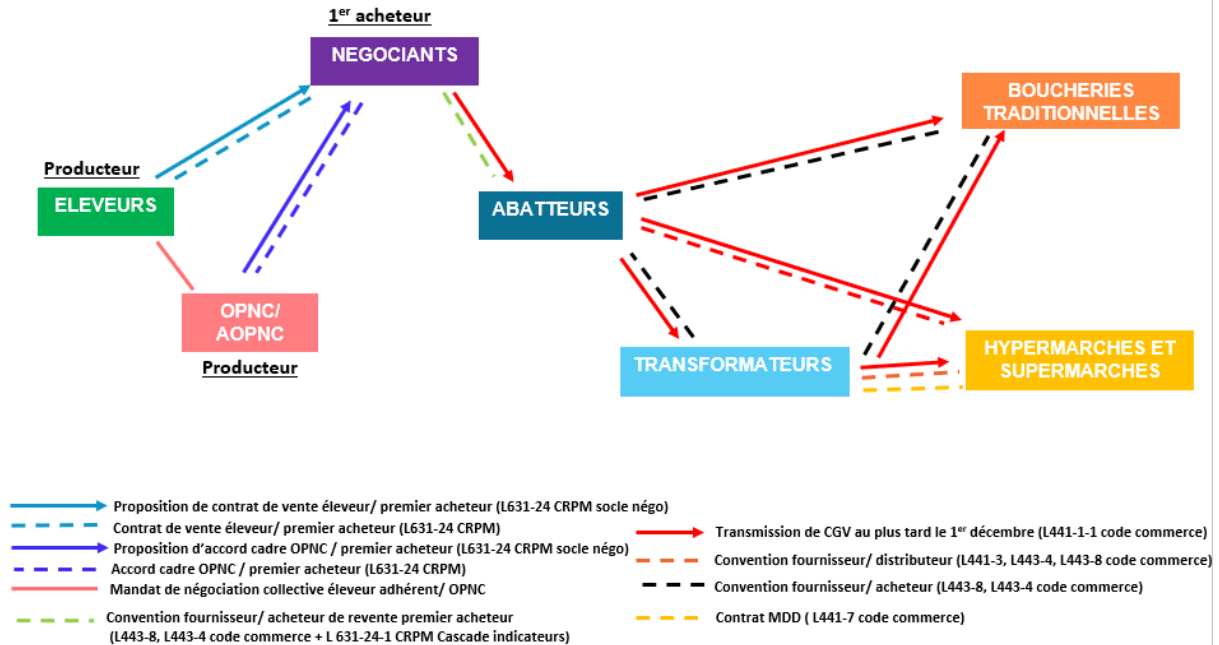 1er acheteur
NEGOCIANTS
BOUCHERIES
TRADITIONNELLES
Producteur
ELEVEURS
ABATTEURS
OPNC/
AOPNC
Producteur
TRANSFORMATEURS
HYPERMARCHES ET
SUPERMARCHES
Proposition de contrat de vente éleveur/ premier acheteur (L631-24 CRPM socle négo)
Contrat de vente éleveur/ premier acheteur (L631-24 CRPM)
Proposition d'accord cadre OPNC / premier acheteur (L631-24 CRPM socle négo)
Accord cadre OPNC / premier acheteur (L631-24 CRPM)
Mandat de négociation collective éleveur adhérent/ OPNC
Convention fournisseur/ acheteur de revente premier acheteur
(L443-8, L443-4 code commerce + L 631-24-1 CRPM Cascade indicateurs)
Transmission de CGV au plus tard le 1er décembre (L441-1-1 code commerce)
Convention fournisseur/ distributeur (L441-3, L443-4, L443-8 code commerce)
Convention fournisseur/ acheteur (L443-8, L443-4 code commerce)
Contrat MDD ( L441-7 code commerce)